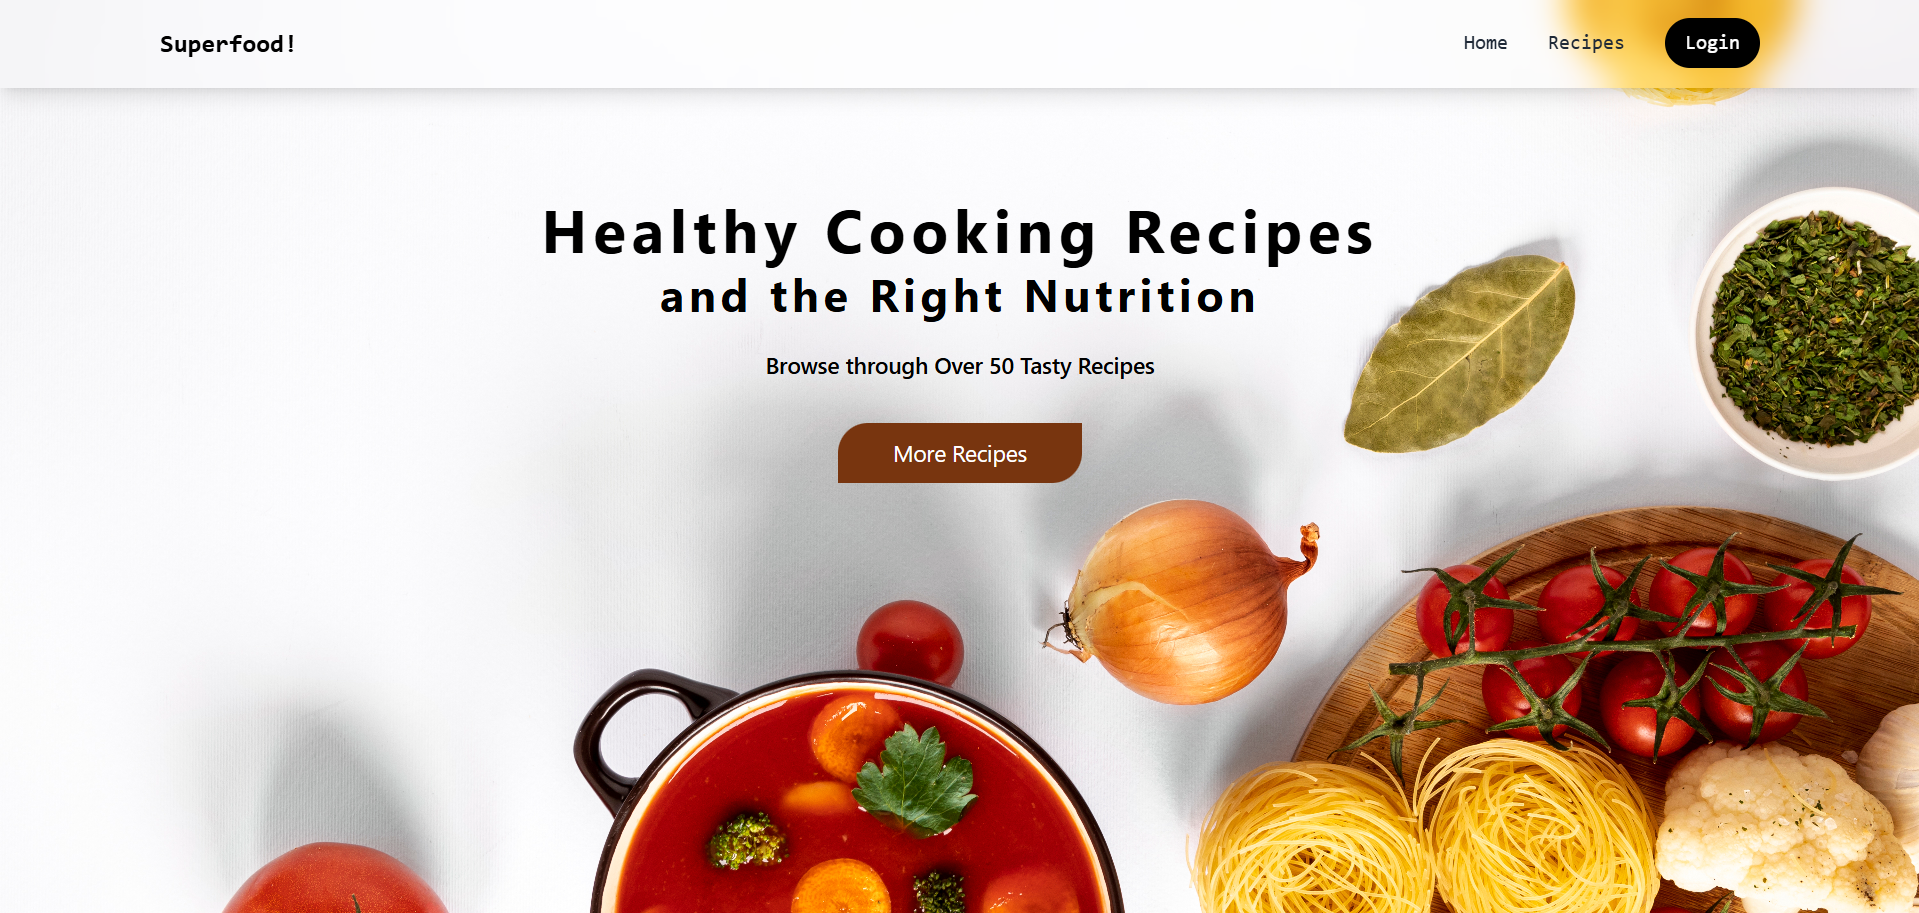 Superfood!
Home
Recipes
Login
Healthy Cooking Recipes
and the Right Nutrition
Browse through Over 50 Tasty Recipes
More Recipes